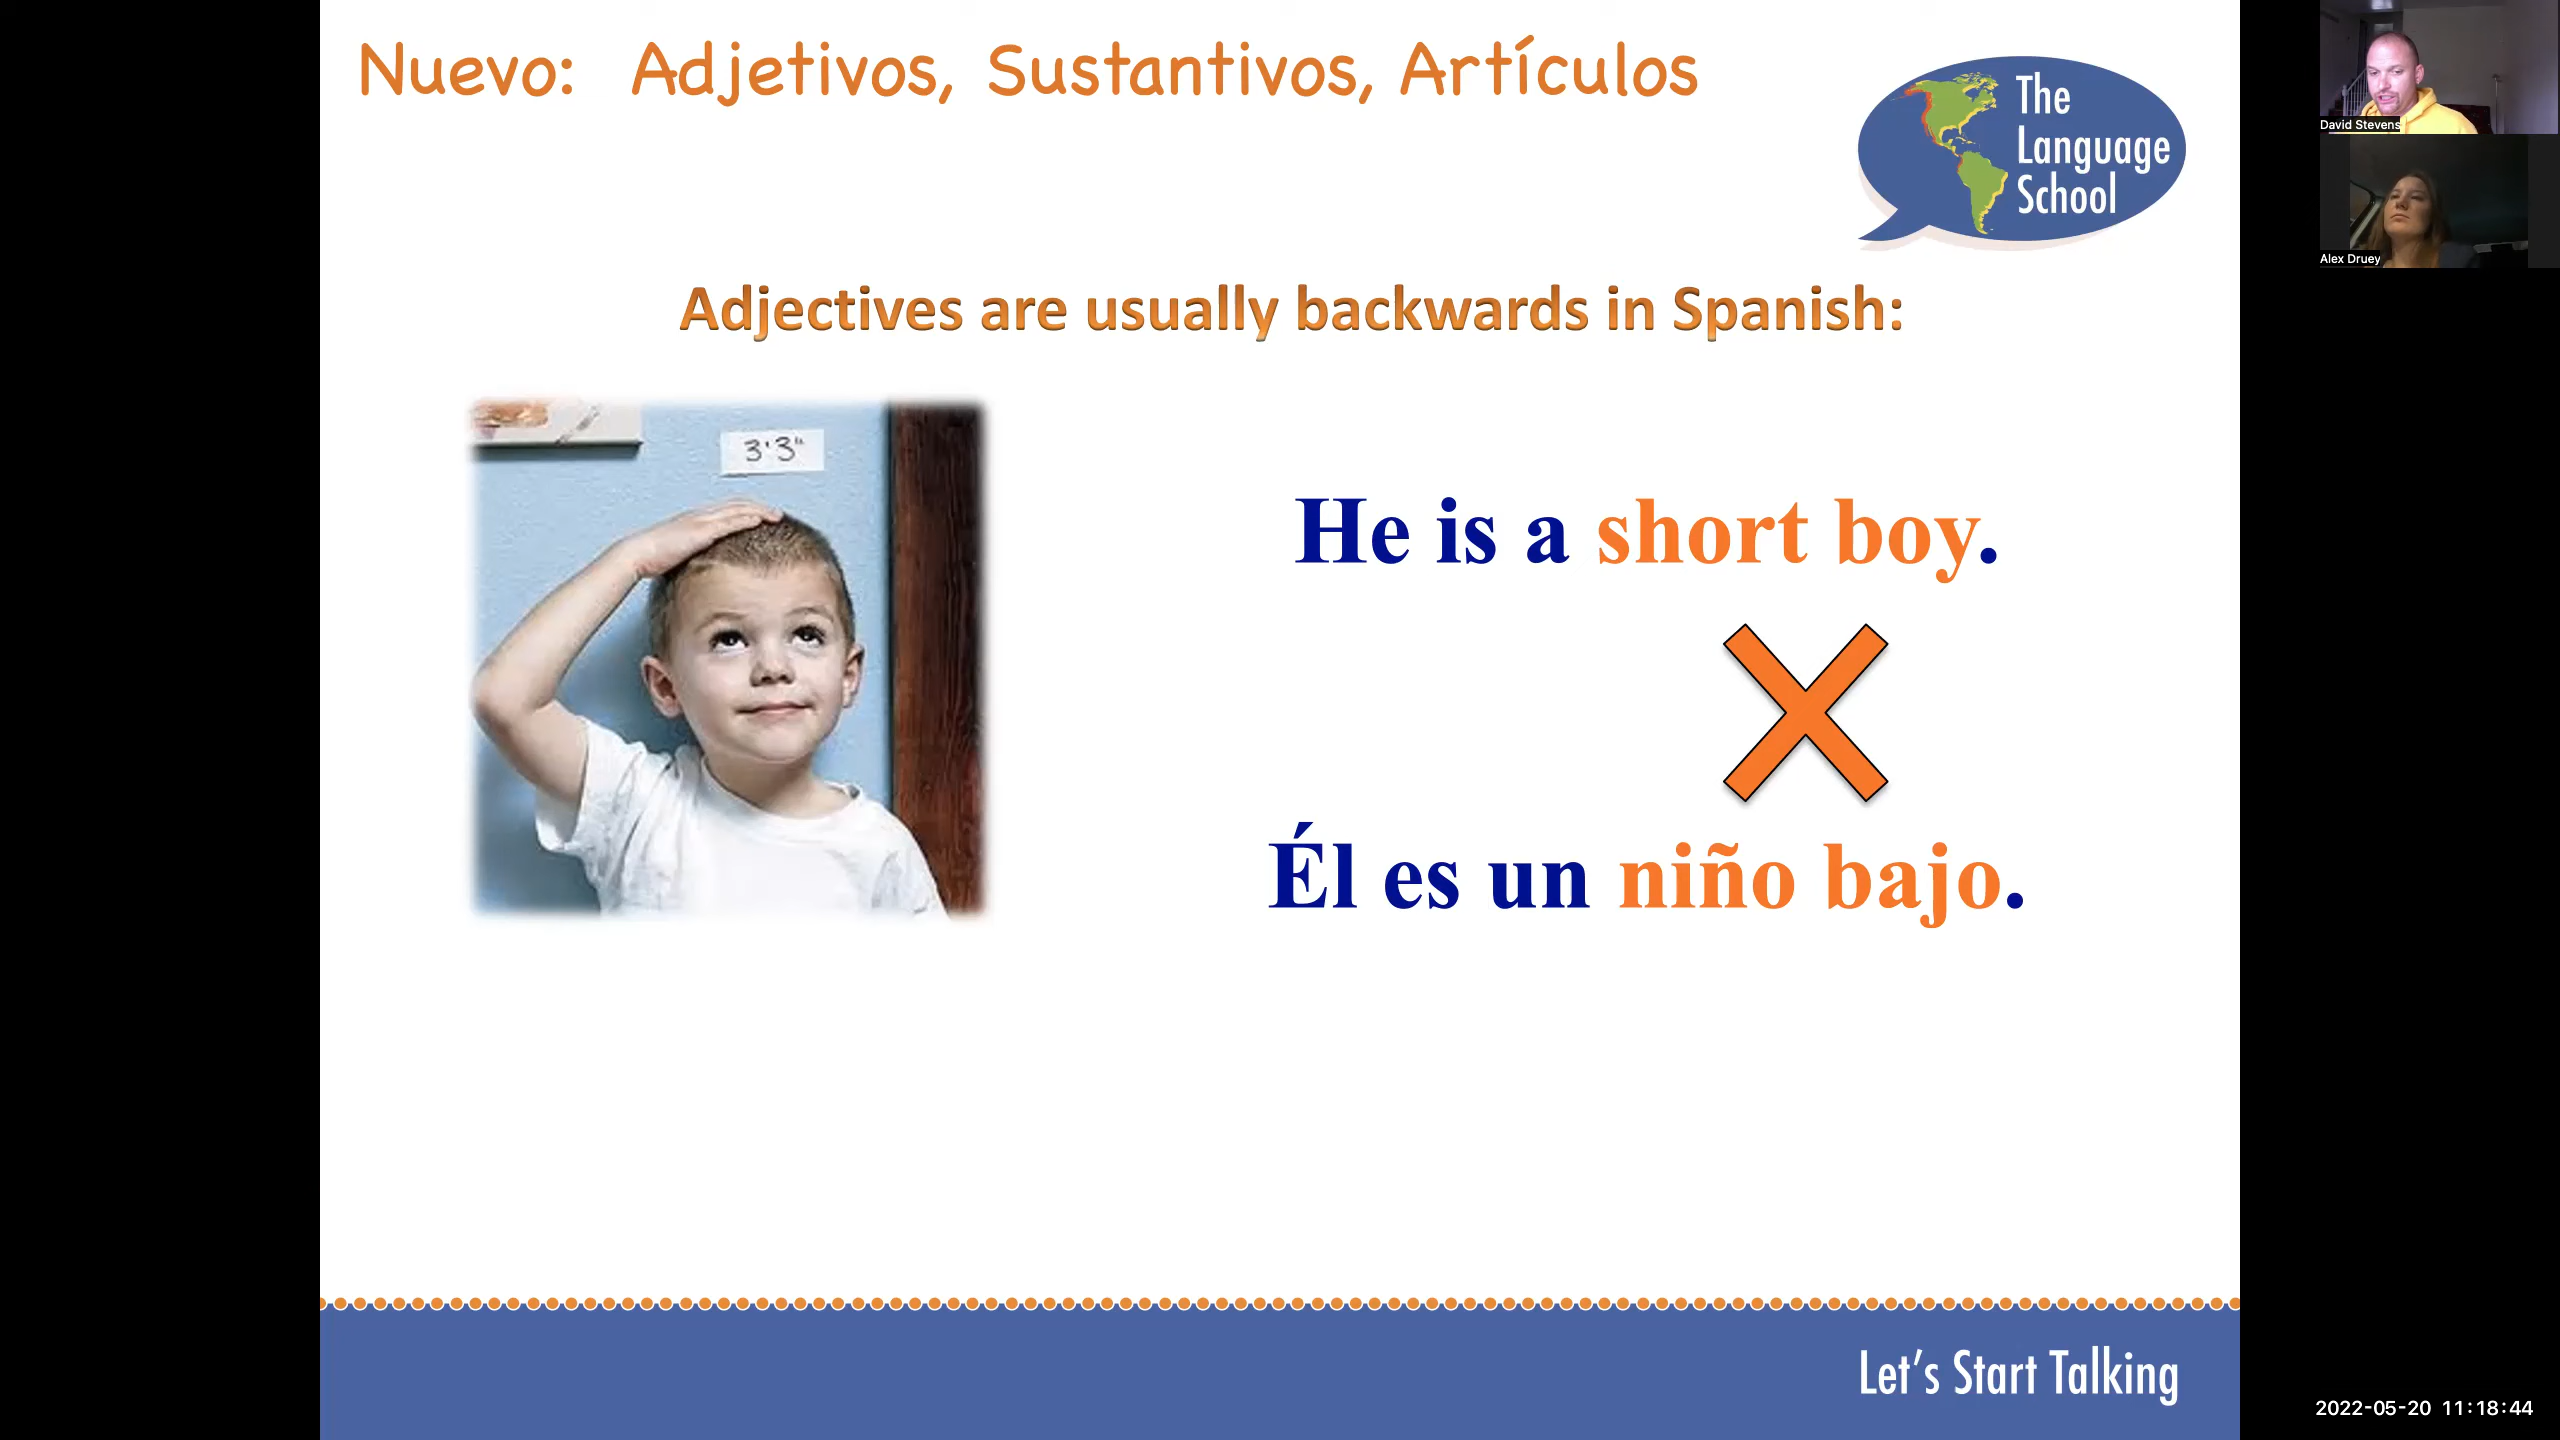 Nuevo: Adjetivos, Sustantivos, Artículos
The
Language
School
David Stevens
Alex Druey
Adjectives are usually backwards in Spanish:
3'3"
He is a short boy.
Él es un niño bajo.
Let's Start Talking
2022-05-20 11:18:44